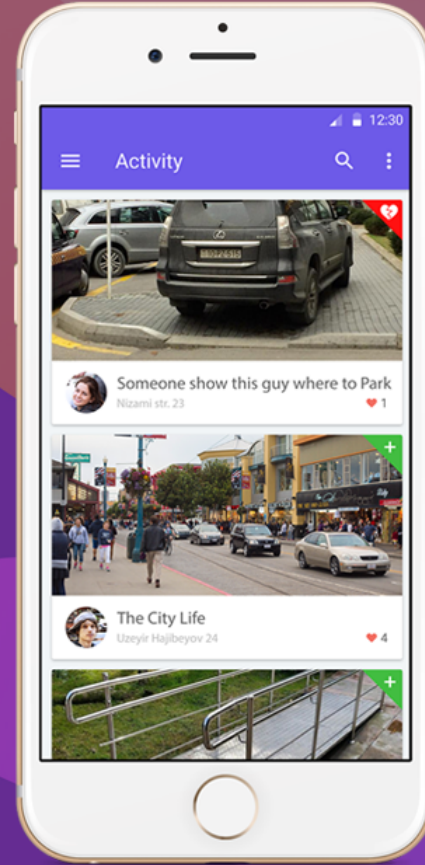 12:30
Activity
Someone show this guy where to Park
Nizami str. 23
1
The City Life
Uzeyir Hajibeyov 24
4